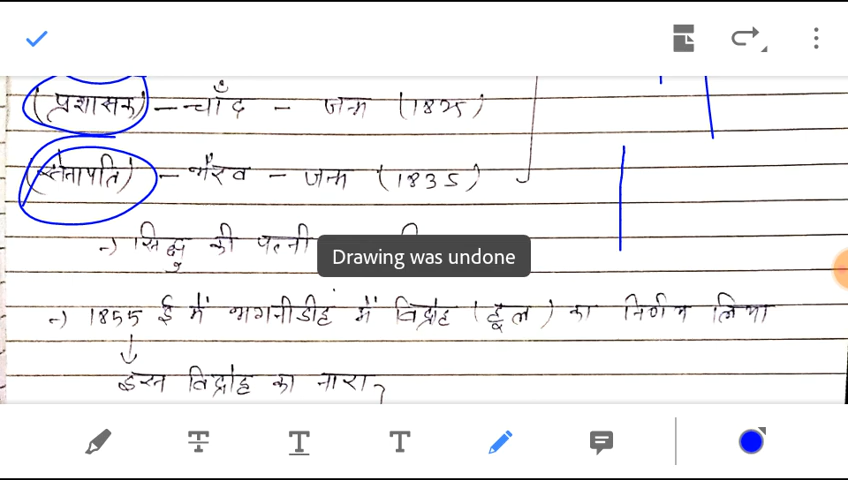 (प्रशासक) - चाँद - जन्म (1825)
(सेनापति) - भैरव - जन्म (1835)
→ सिद्धु की पत्नी
Drawing was undone
→ 1855 ई में भगनीडीह में विद्रोह (हूल) का निर्णय लिया
↓
इस विद्रोह का नारा?
T T T